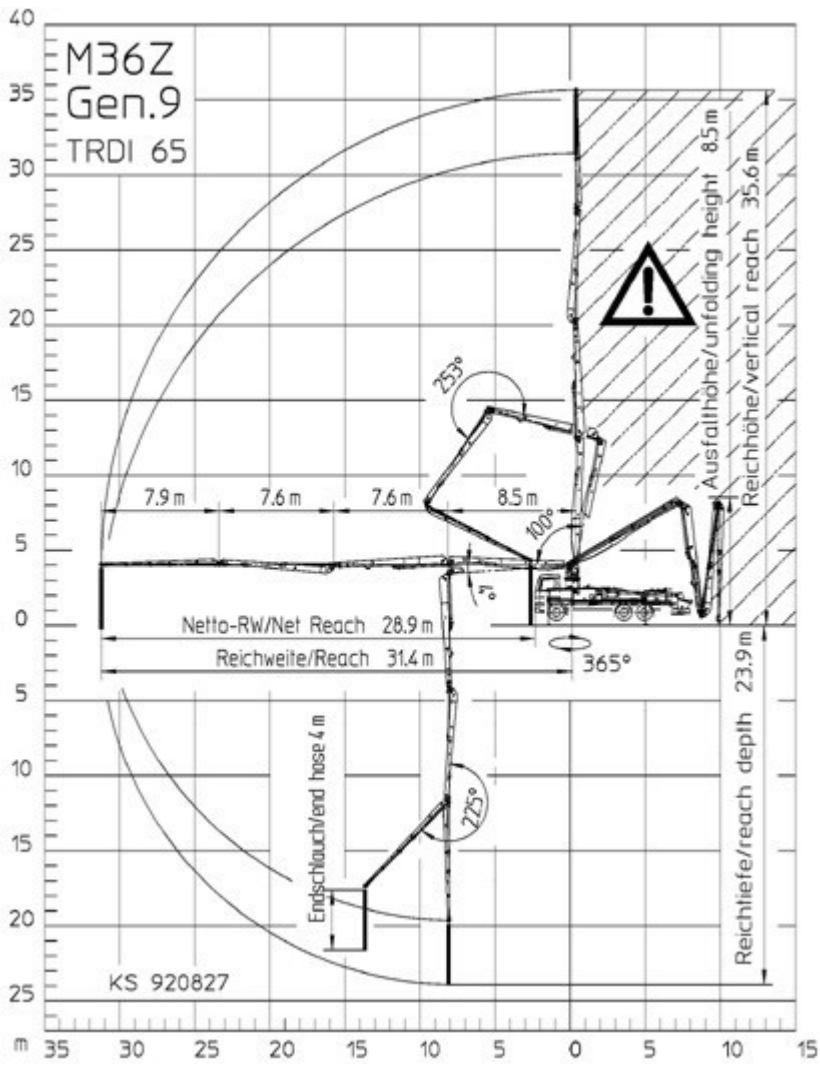 M36Z
Gen.9
TRDI 65
40
35
30
25
20
15
10
5
0
5
10
15
20
25
m
35
30
25
20
15
10
5
0
5
10
15
Ausfalthöhe/unfolding height 8.5 m
Reichhöhe/vertical reach 35.6 m
253°
7.9 m
7.6 m
7.6 m
8.5 m
100°
Netto-RW/Net Reach 28.9 m
Reichweite/Reach 31.4 m
365°
Endschlauch/end hose 4 m
225°
Reichtiefe/reach depth 23.9 m
KS 920827